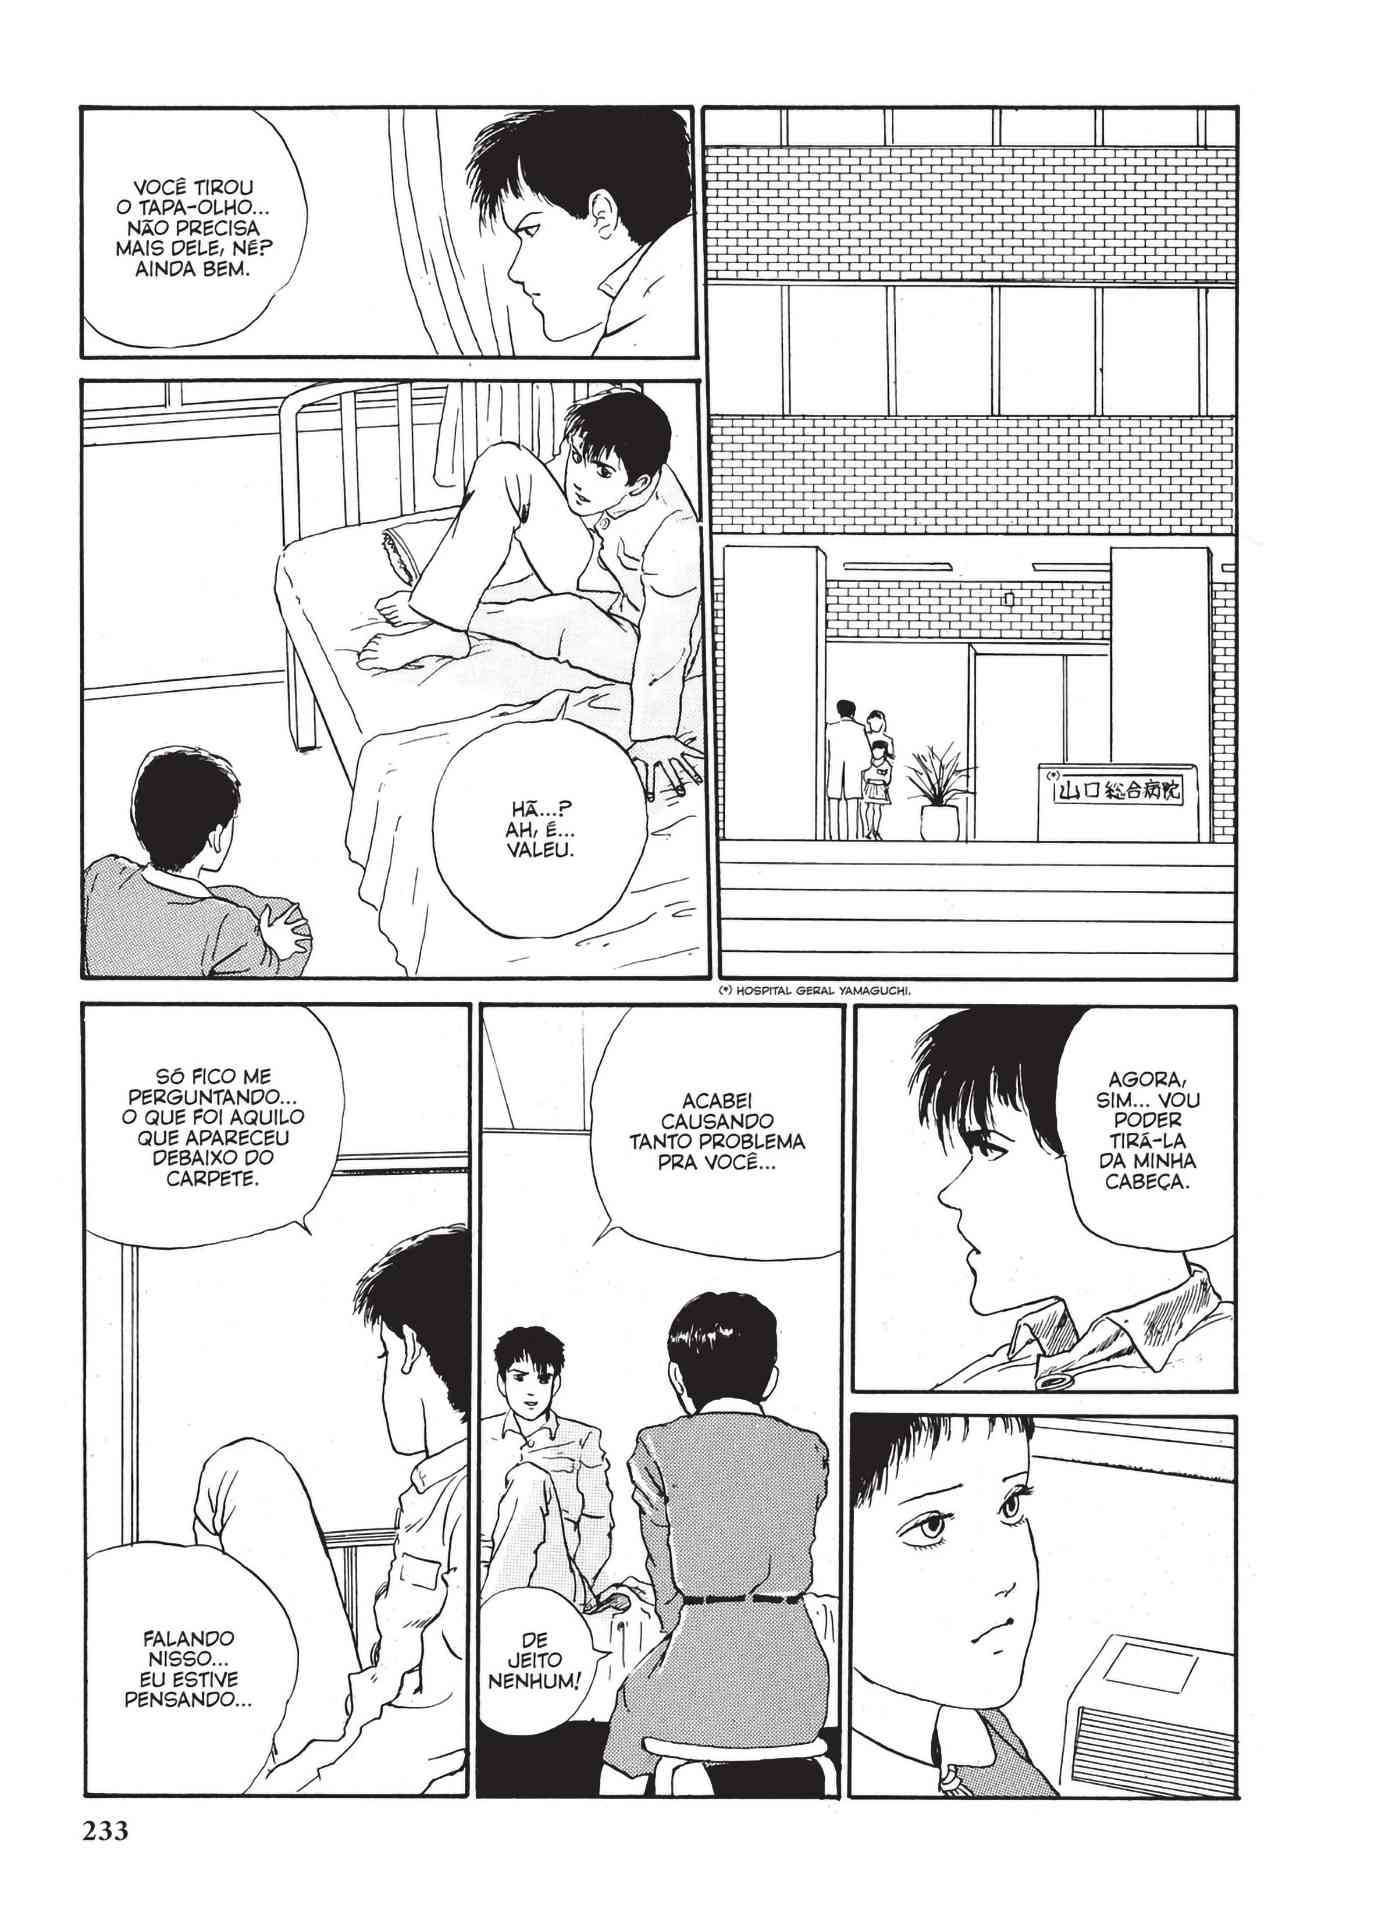 (*)
山口総合病院
(*) HOSPITAL GERAL YAMAGUCHI.
VOCÊ TIROU
O TAPA-OLHO...
NÃO PRECISA
MAIS DELE, NÉ?
AINDA BEM.
HÃ...?
AH, É...
VALEU.
AGORA,
SIM... VOU
PODER
TIRÁ-LA
DA MINHA
CABEÇA.
ACABEI
CAUSANDO
TANTO PROBLEMA
PRA VOCÊ...
DE
JEITO
NENHUM!
SÓ FICO ME
PERGUNTANDO...
O QUE FOI AQUILO
QUE APARECEU
DEBAIXO DO
CARPETE.
FALANDO
NISSO...
EU ESTIVE
PENSANDO...
233